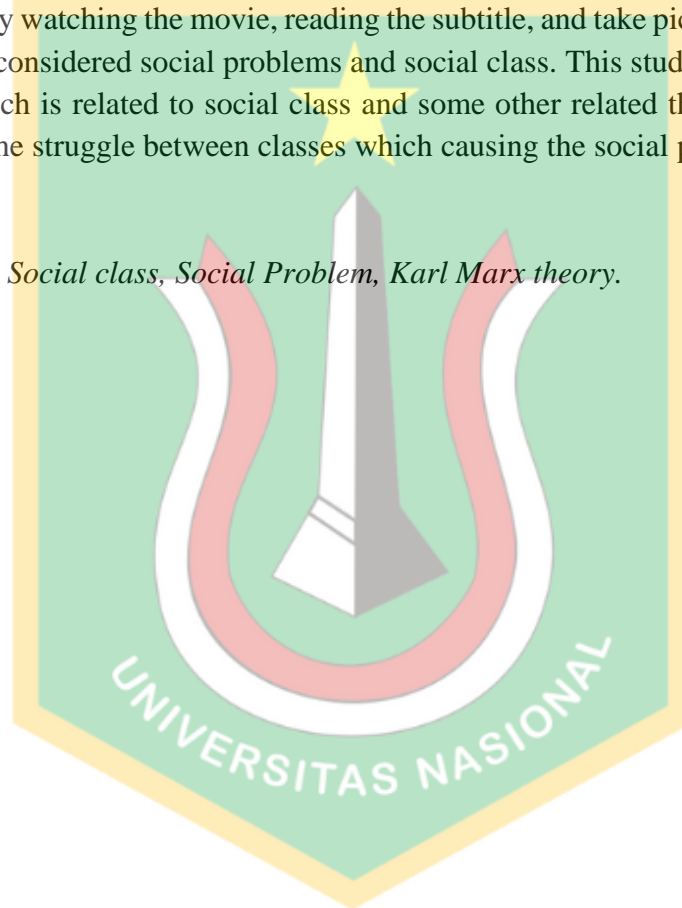 y watching the movie, reading the subtitle, and take pic
considered social problems and social class. This stud
ch is related to social class and some other related th
ne struggle between classes which causing the social p
Social class, Social Problem, Karl Marx theory.
UNIVERSITAS NASIONAL